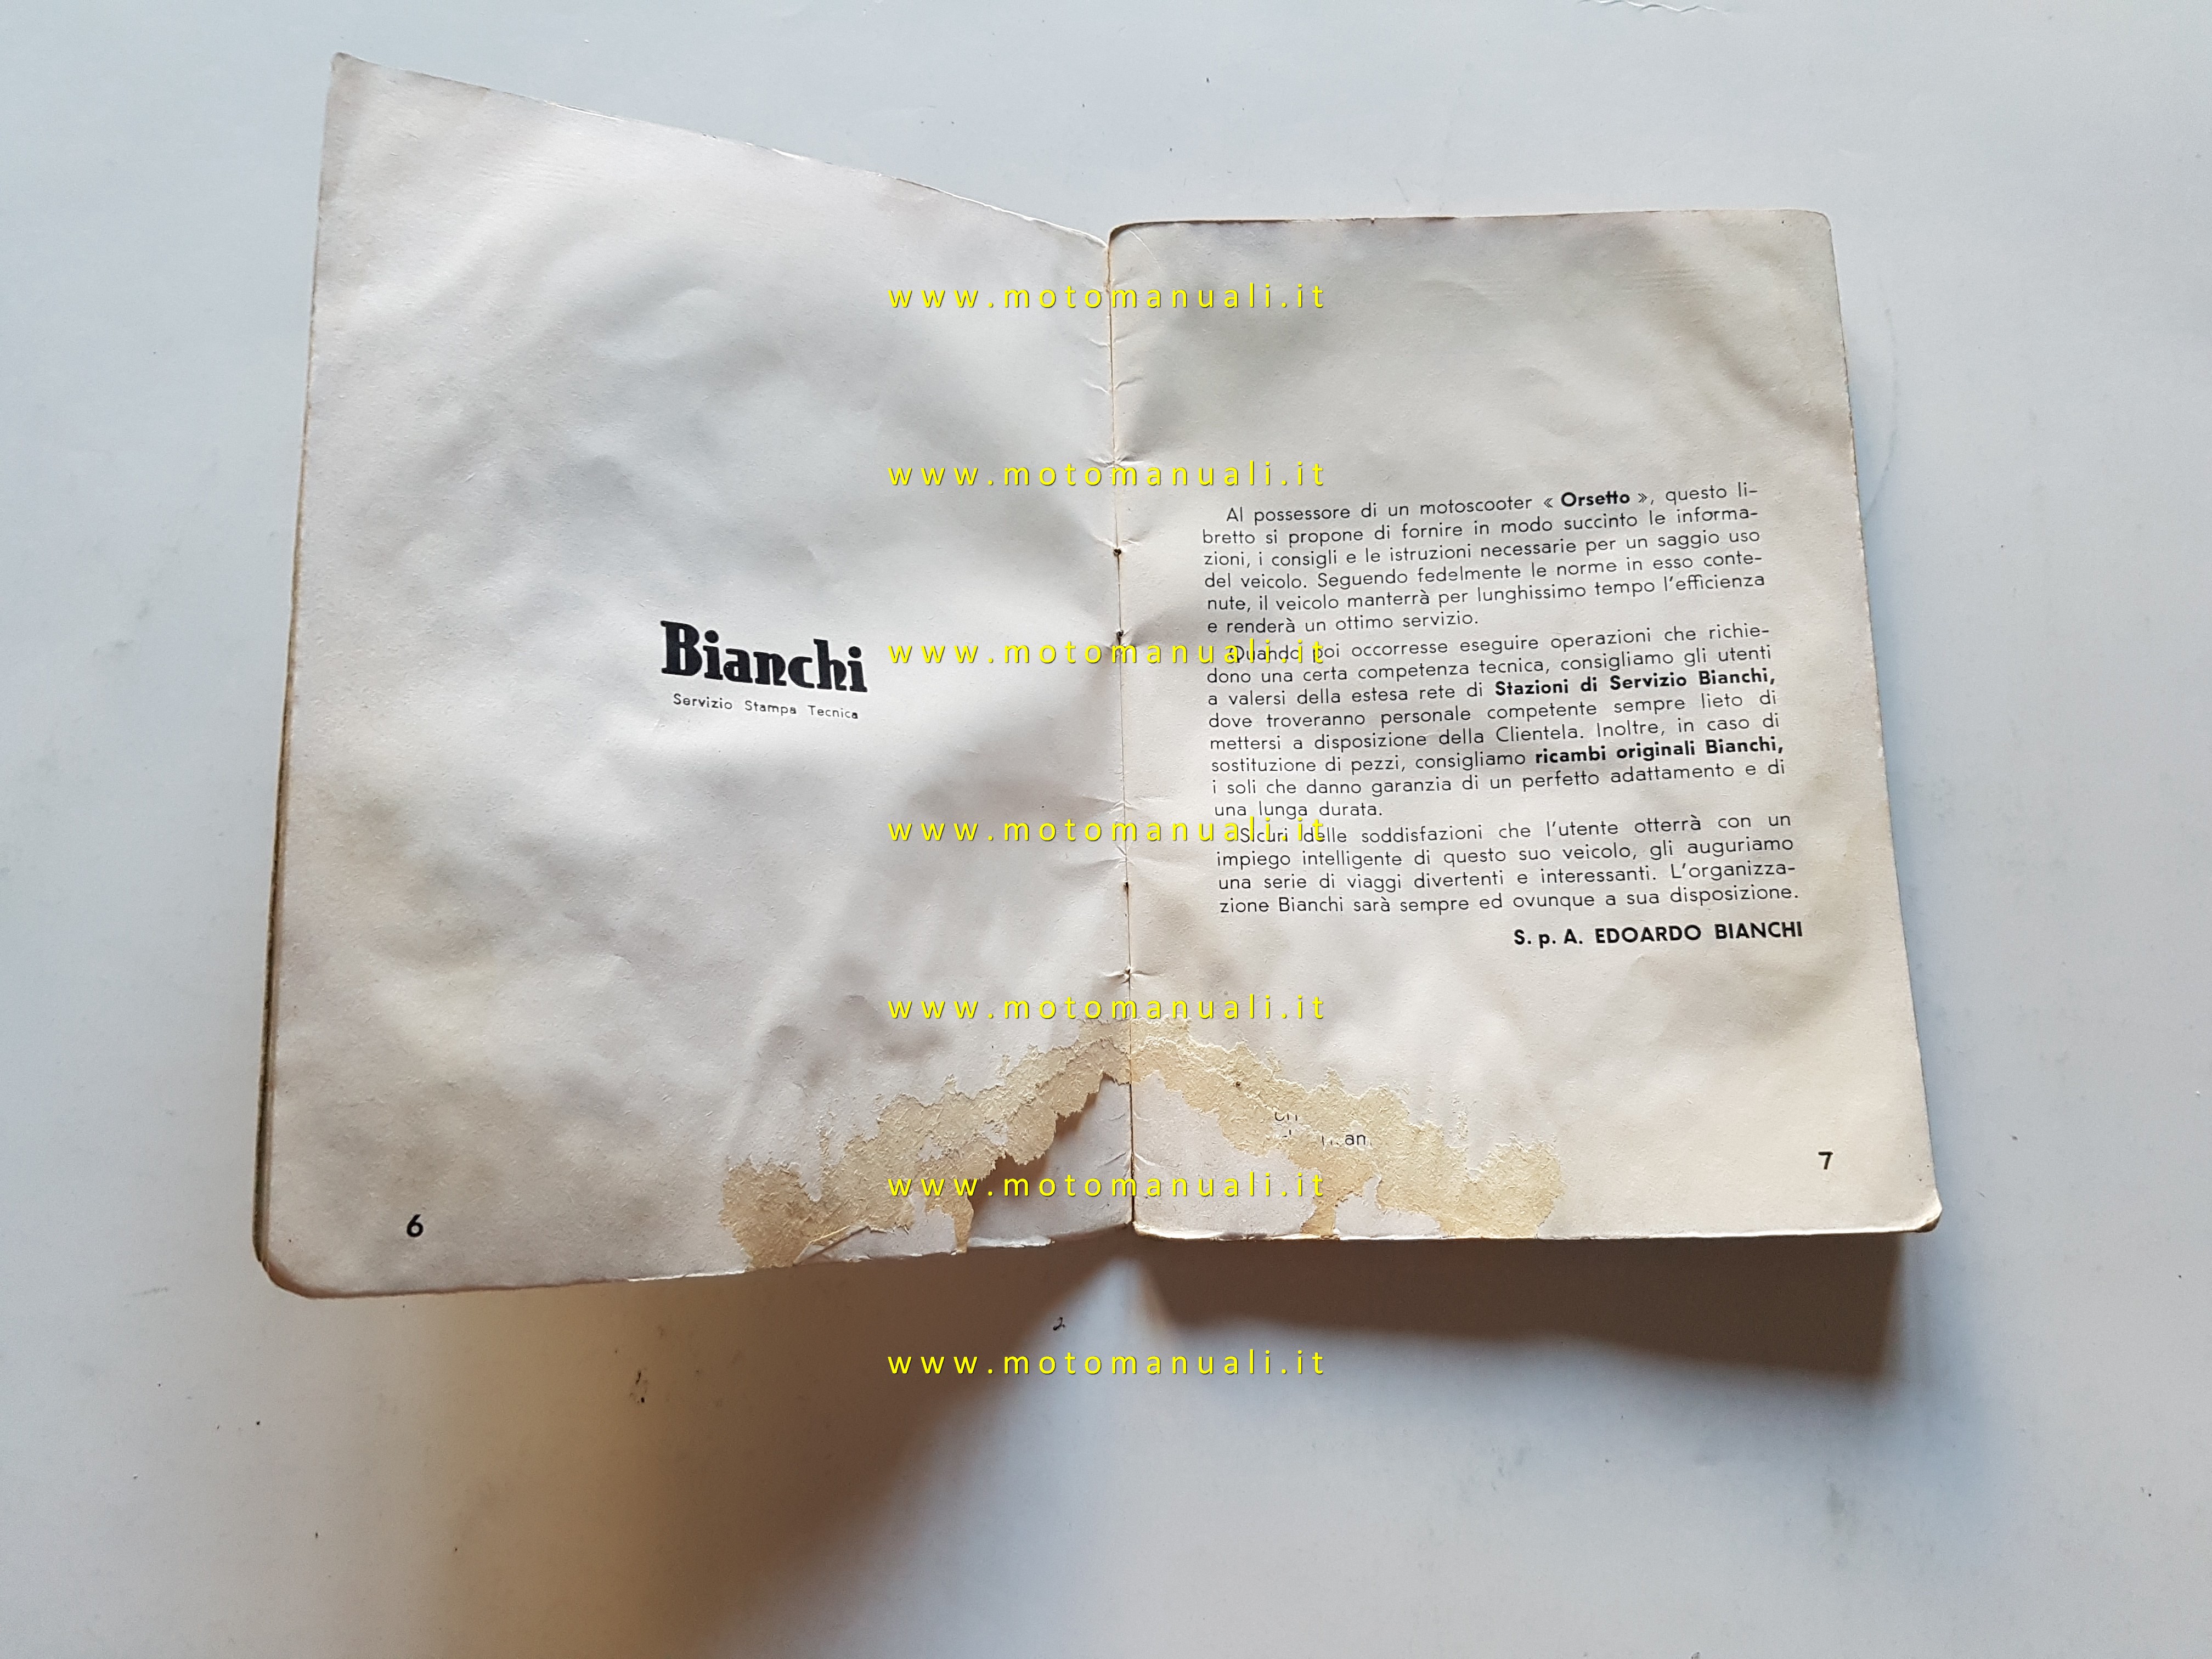 Bianchi
Servizio Stampa Tecnica
6
Al possessore di un motoscooter « Orsetto », questo li-
bretto si propone di fornire in modo succinto le informa-
zioni, i consigli e le istruzioni necessarie per un saggio uso
del veicolo. Seguendo fedelmente le norme in esso conte-
nute, il veicolo manterrà per lunghissimo tempo l'efficienza
e renderà un ottimo servizio.
Quando poi occorresse eseguire operazioni che richie-
dono una certa competenza tecnica, consigliamo gli utenti
a valersi della estesa rete di Stazioni di Servizio Bianchi,
dove troveranno personale competente sempre lieto di
mettersi a disposizione della Clientela. Inoltre, in caso di
sostituzione di pezzi, consigliamo ricambi originali Bianchi,
i soli che danno garanzia di un perfetto adattamento e di
una lunga durata.
Sicuri delle soddisfazioni che l'utente otterrà con un
impiego intelligente di questo suo veicolo, gli auguriamo
una serie di viaggi divertenti e interessanti. L'organizza-
zione Bianchi sarà sempre ed ovunque a sua disposizione.
S. p. A. EDOARDO BIANCHI
7
www.motomanuali.it
www.motomanuali.it
www.motomanuali.it
www.motomanuali.it
www.motomanuali.it
www.motomanuali.it
www.motomanuali.it